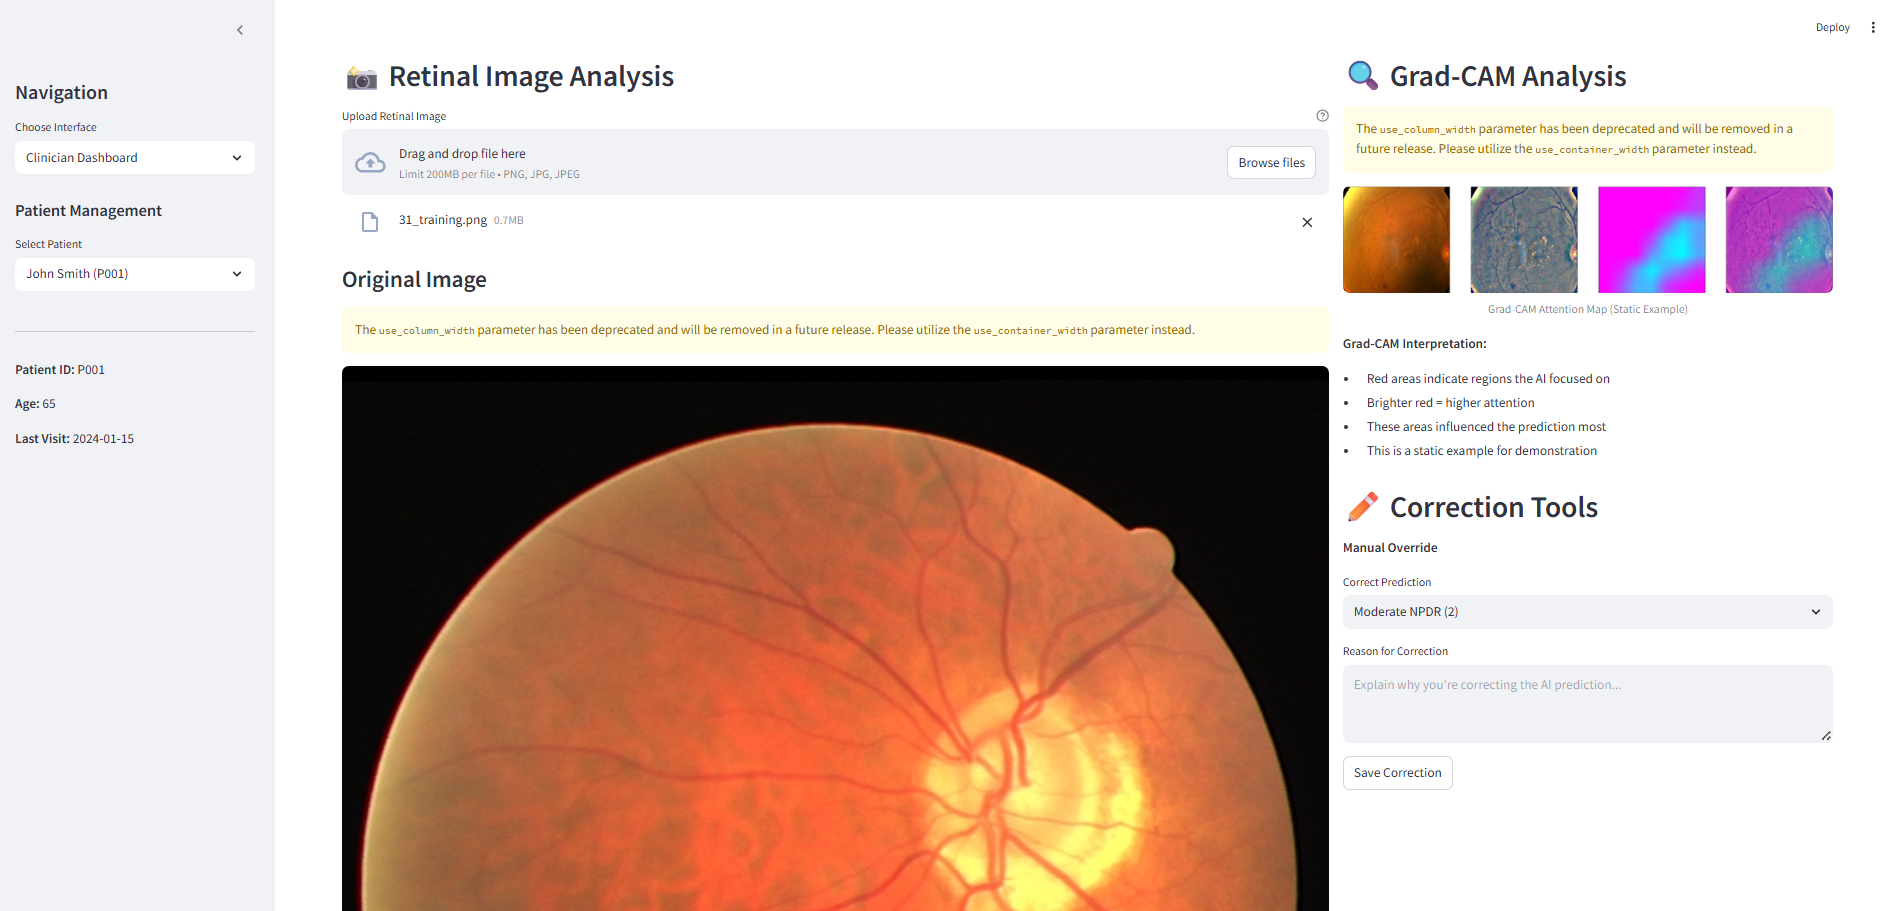 Deploy
Navigation
Choose Interface
Clinician Dashboard
Patient Management
Select Patient
John Smith (P001)
Patient ID: P001
Age: 65
Last Visit: 2024-01-15
Retinal Image Analysis
Upload Retinal Image
Drag and drop file here
Limit 200MB per file • PNG, JPG, JPEG
Browse files
31_training.png 0.7MB
Original Image
The use_column_width parameter has been deprecated and will be removed in a future release. Please utilize the use_container_width parameter instead.
Grad-CAM Analysis
The use_column_width parameter has been deprecated and will be removed in a
future release. Please utilize the use_container_width parameter instead.
Grad-CAM Attention Map (Static Example)
Grad-CAM Interpretation:
• Red areas indicate regions the AI focused on
• Brighter red = higher attention
• These areas influenced the prediction most
• This is a static example for demonstration
Correction Tools
Manual Override
Correct Prediction
Moderate NPDR (2)
Reason for Correction
Explain why you're correcting the AI prediction...
Save Correction